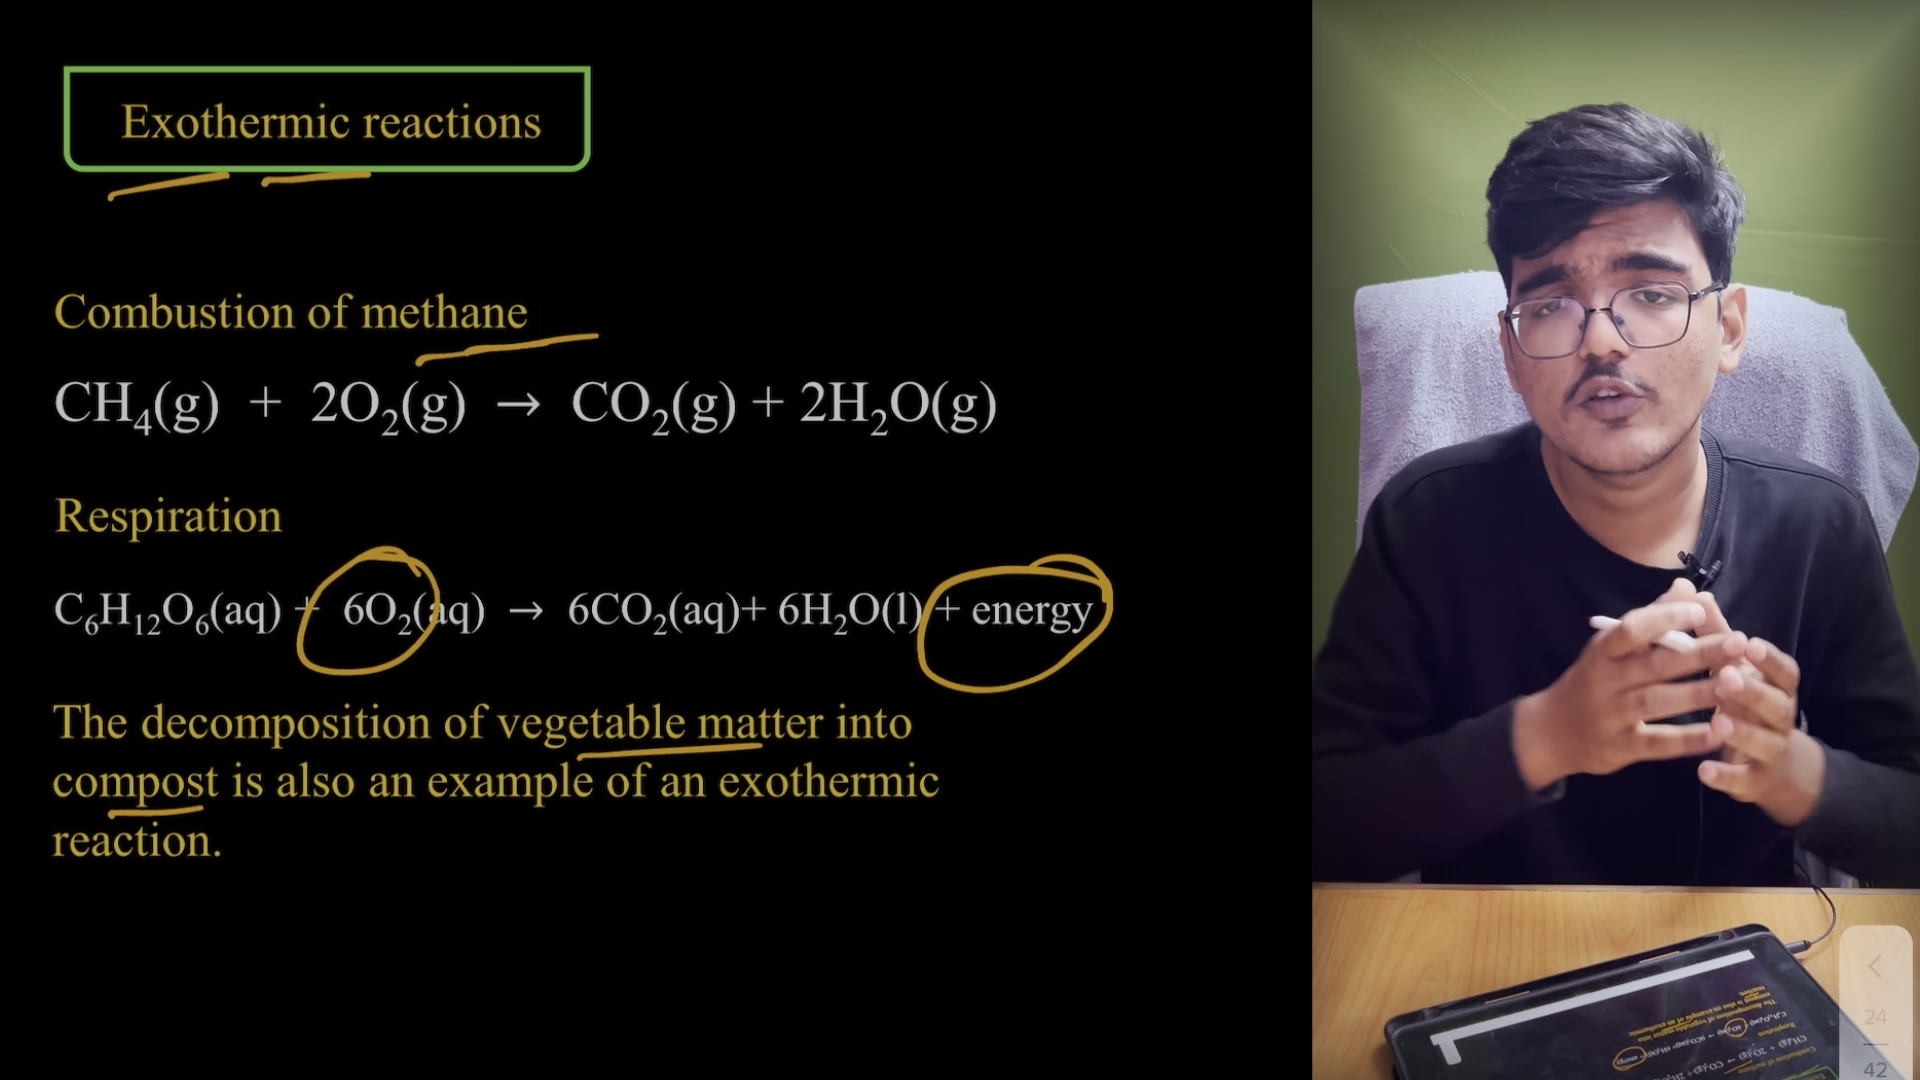 Exothermic reactions
Combustion of methane
CH₄(g) + 2O₂(g) → CO₂(g) + 2H₂O(g)
Respiration
C₆H₁₂O₆(aq) + 6O₂(aq) → 6CO₂(aq)+ 6H₂O(l) + energy
The decomposition of vegetable matter into
compost is also an example of an exothermic
reaction.
24
42